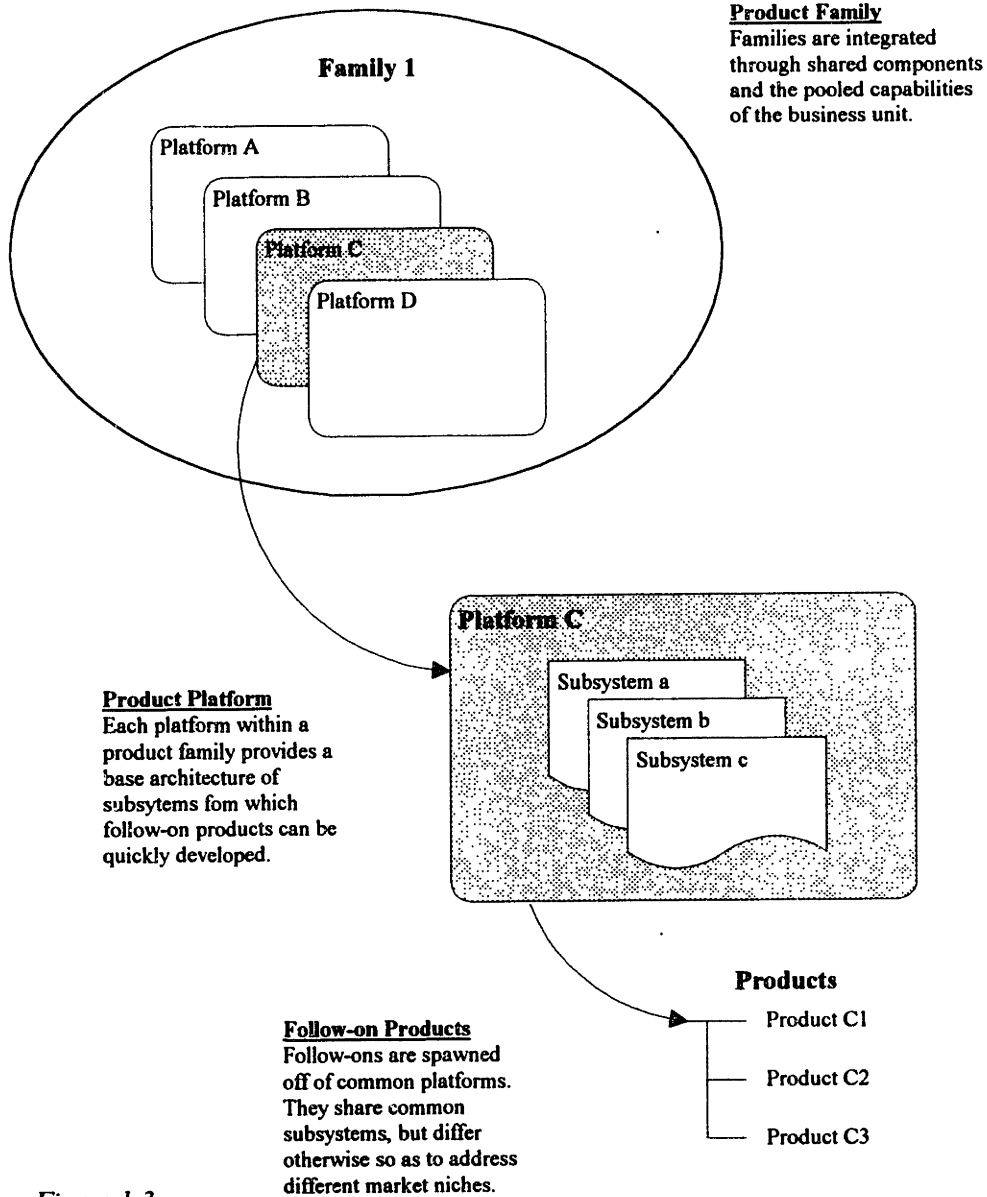 Product Family
Families are integrated
through shared components
and the pooled capabilities
of the business unit.
Family 1
Platform A
Platform B
Platform C
Platform D
Platform C
Subsystem a
Subsystem b
Subsystem c
Product Platform
Each platform within a
product family provides a
base architecture of
subsytems fom which
follow-on products can be
quickly developed.
Products
Product C1
Product C2
Product C3
Follow-on Products
Follow-ons are spawned
off of common platforms.
They share common
subsystems, but differ
otherwise so as to address
different market niches.